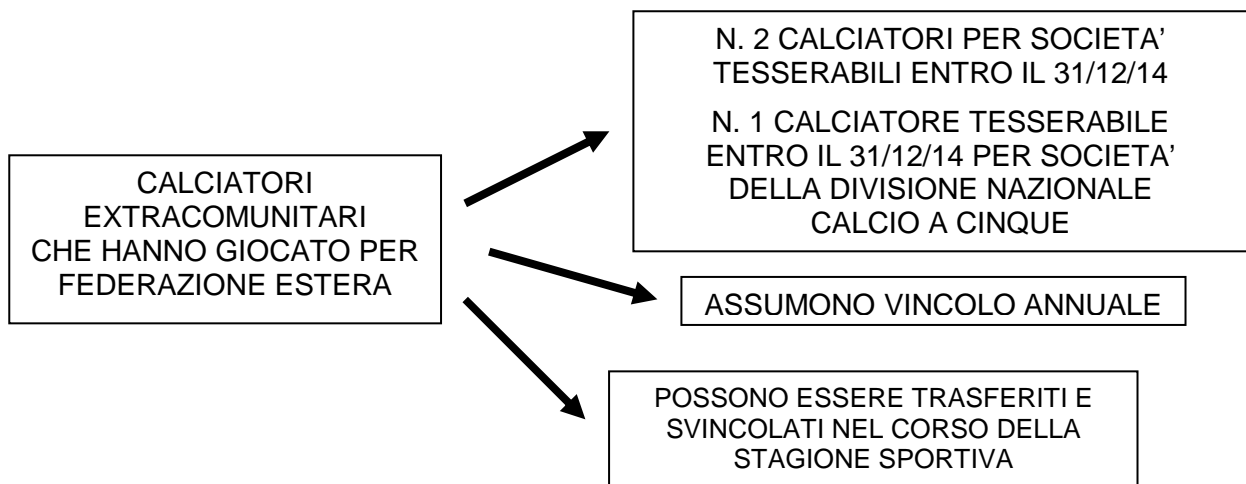 CALCIATORI
EXTRACOMUNITARI
CHE HANNO GIOCATO PER
FEDERAZIONE ESTERA
N. 2 CALCIATORI PER SOCIETA’
TESSERABILI ENTRO IL 31/12/14
N. 1 CALCIATORE TESSERABILE
ENTRO IL 31/12/14 PER SOCIETA’
DELLA DIVISIONE NAZIONALE
CALCIO A CINQUE
ASSUMONO VINCOLO ANNUALE
POSSONO ESSERE TRASFERITI E
SVINCOLATI NEL CORSO DELLA
STAGIONE SPORTIVA